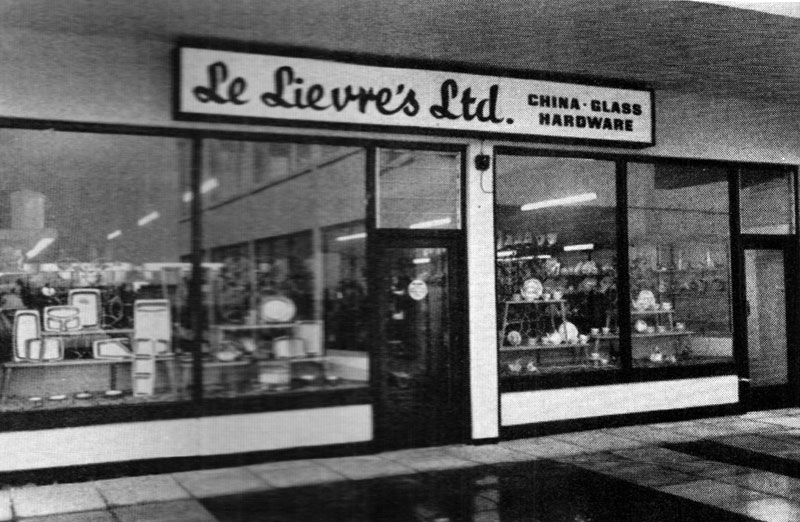 Le Lievre's Ltd.
CHINA · GLASS
HARDWARE